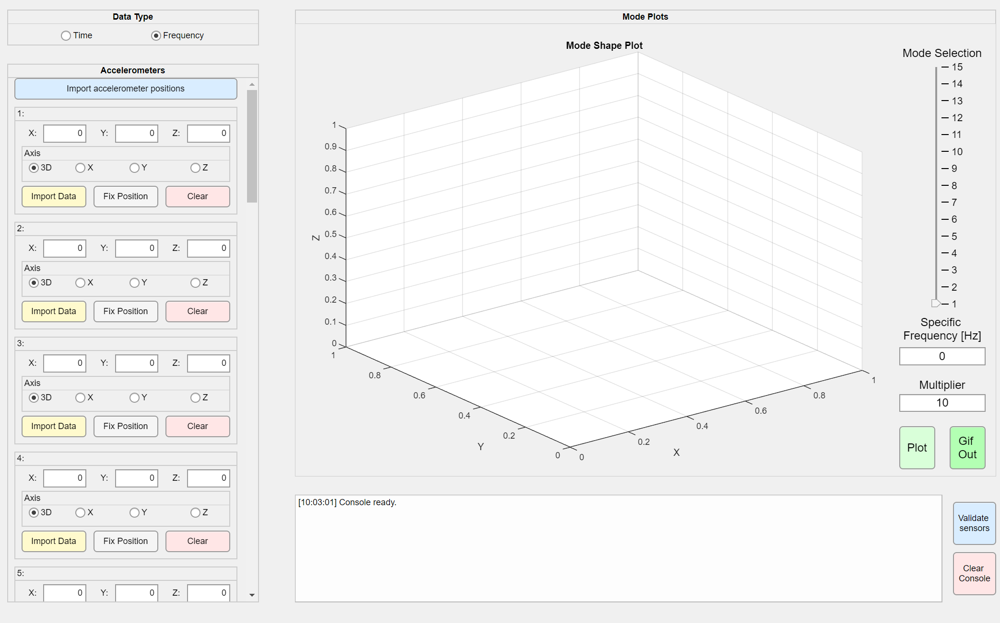 Data Type
Time Frequency
Accelerometers
Import accelerometer positions
1:
X: 0 Y: 0 Z: 0
Axis
3D X Y Z
Import Data Fix Position Clear
2:
X: 0 Y: 0 Z: 0
Axis
3D X Y Z
Import Data Fix Position Clear
3:
X: 0 Y: 0 Z: 0
Axis
3D X Y Z
Import Data Fix Position Clear
4:
X: 0 Y: 0 Z: 0
Axis
3D X Y Z
Import Data Fix Position Clear
5:
X: 0 Y: 0 Z: 0
Mode Plots
Mode Shape Plot
1
0.9
0.8
0.7
0.6
0.5
0.4
0.3
0.2
0.1
0
Z
1
0.8
0.6
0.4
0.2
0
Y
0
0.2
0.4
0.6
0.8
1
X
Mode Selection
15
14
13
12
11
10
9
8
7
6
5
4
3
2
1
Specific
Frequency [Hz]
0
Multiplier
10
Plot
Gif
Out
[10:03:01] Console ready.
Validate
sensors
Clear
Console